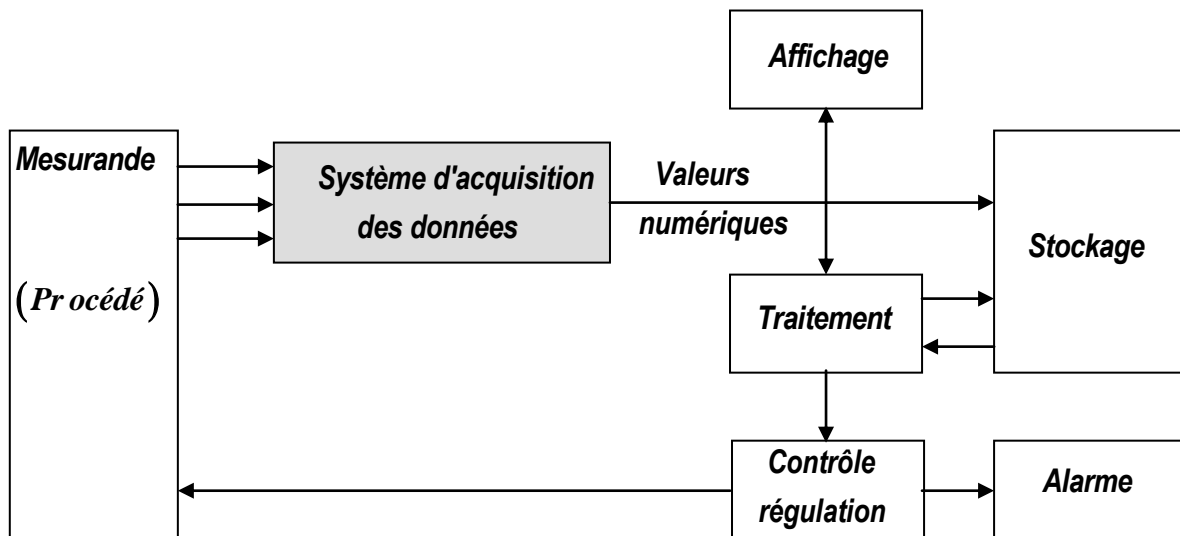 Affichage
Mesurande
Système d'acquisition
des données
Valeurs
numériques
Stockage
(Pr océdé)
Traitement
Contrôle
régulation
Alarme